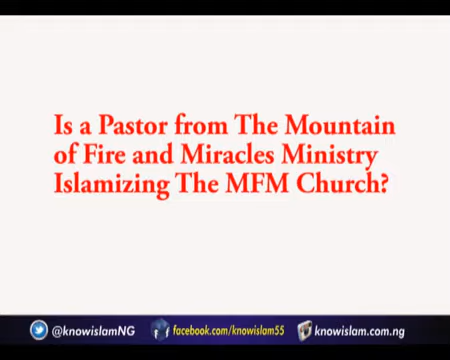 Is a Pastor from The Mountain
of Fire and Miracles Ministry
Islamizing The MFM Church?
@knowislamNG facebook.com/knowislam55 knowislam.com.ng